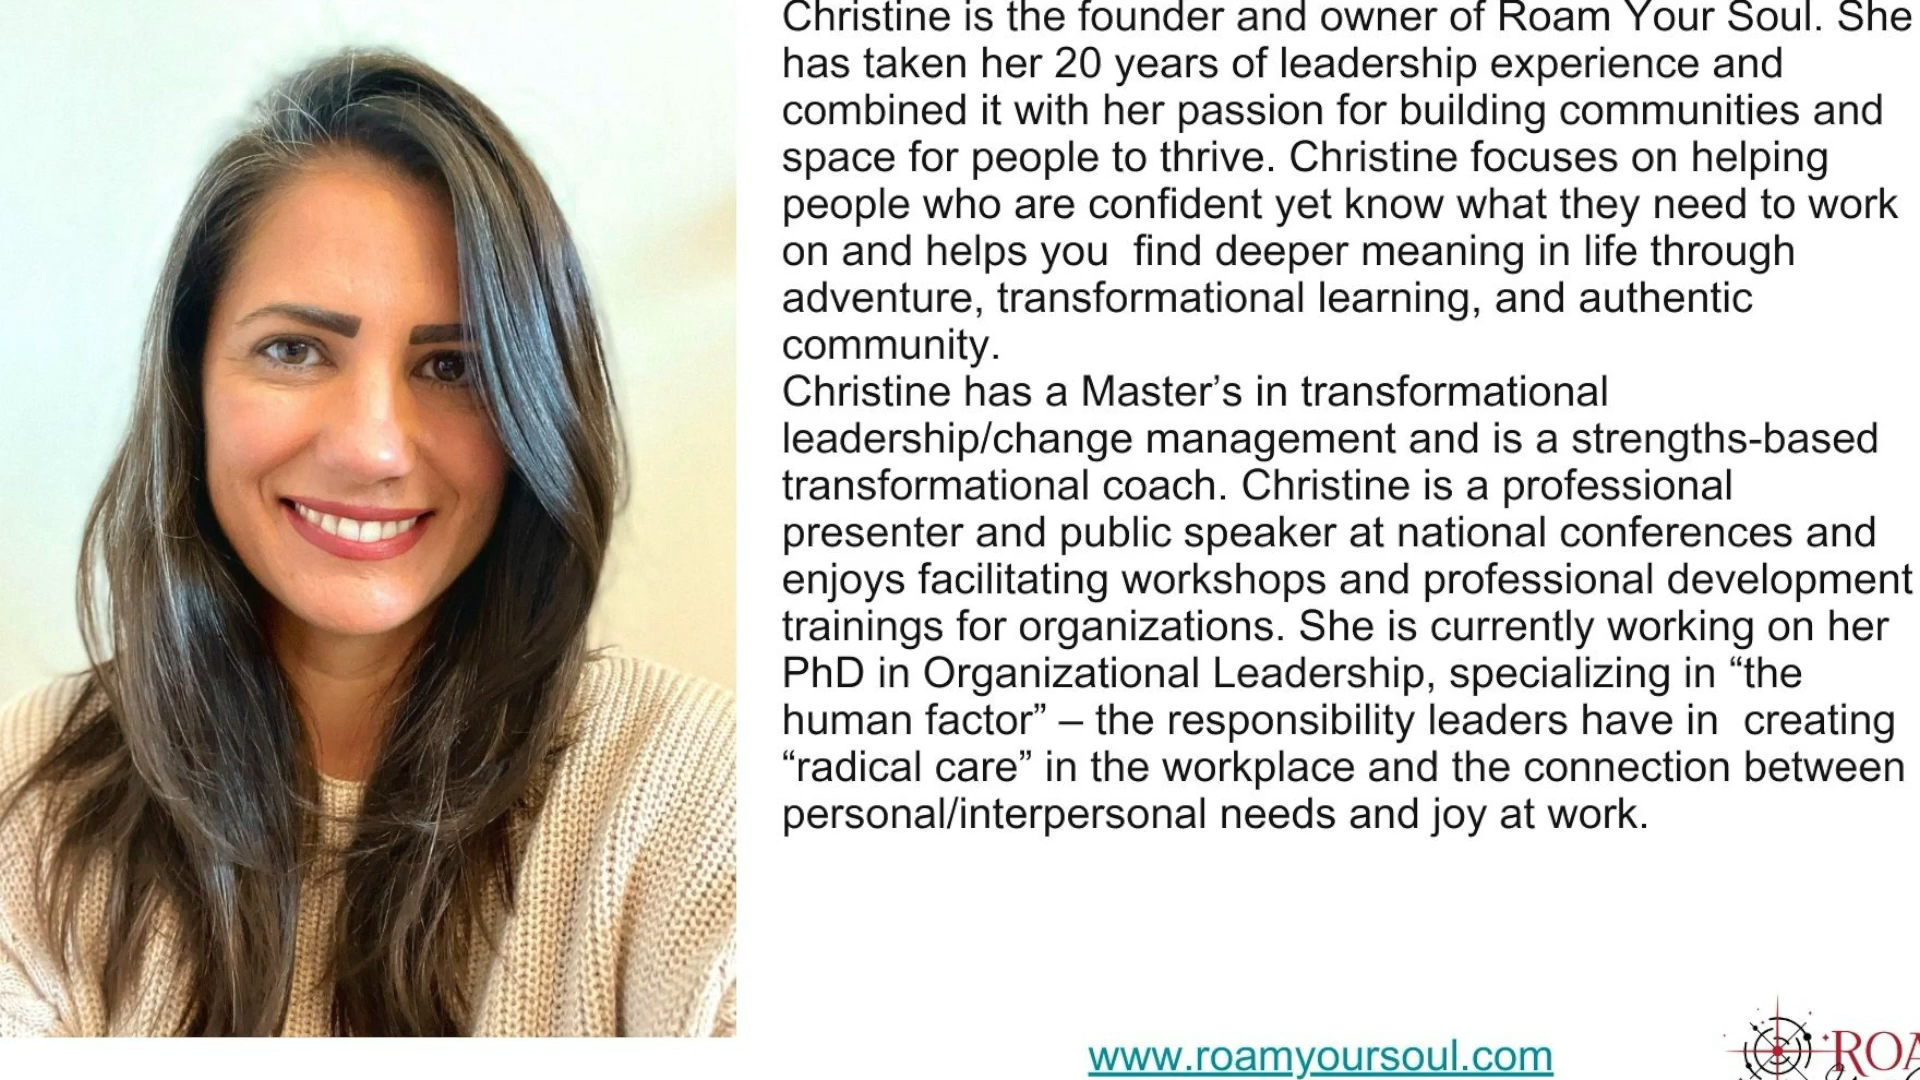 Christine is the founder and owner of Roam Your Soul. She
has taken her 20 years of leadership experience and
combined it with her passion for building communities and
space for people to thrive. Christine focuses on helping
people who are confident yet know what they need to work
on and helps you  find deeper meaning in life through
adventure, transformational learning, and authentic
community.
Christine has a Master’s in transformational
leadership/change management and is a strengths-based
transformational coach. Christine is a professional
presenter and public speaker at national conferences and
enjoys facilitating workshops and professional development
trainings for organizations. She is currently working on her
PhD in Organizational Leadership, specializing in “the
human factor” – the responsibility leaders have in  creating
“radical care” in the workplace and the connection between
personal/interpersonal needs and joy at work.
www.roamyoursoul.com
ROA